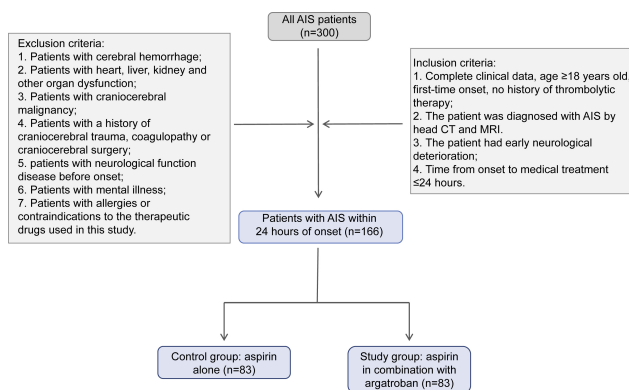 All AIS patients
(n=300)
Exclusion criteria:
1. Patients with cerebral hemorrhage;
2. Patients with heart, liver, kidney and
other organ dysfunction;
3. Patients with craniocerebral
malignancy;
4. Patients with a history of
craniocerebral trauma, coagulopathy or
craniocerebral surgery;
5. patients with neurological function
disease before onset;
6. Patients with mental illness;
7. Patients with allergies or
contraindications to the therapeutic
drugs used in this study.
Inclusion criteria:
1. Complete clinical data, age ≥18 years old,
first-time onset, no history of thrombolytic
therapy;
2. The patient was diagnosed with AIS by
head CT and MRI.
3. The patient had early neurological
deterioration;
4. Time from onset to medical treatment
≤24 hours.
Patients with AIS within
24 hours of onset (n=166)
Control group: aspirin
alone (n=83)
Study group: aspirin
in combination with
argatroban (n=83)